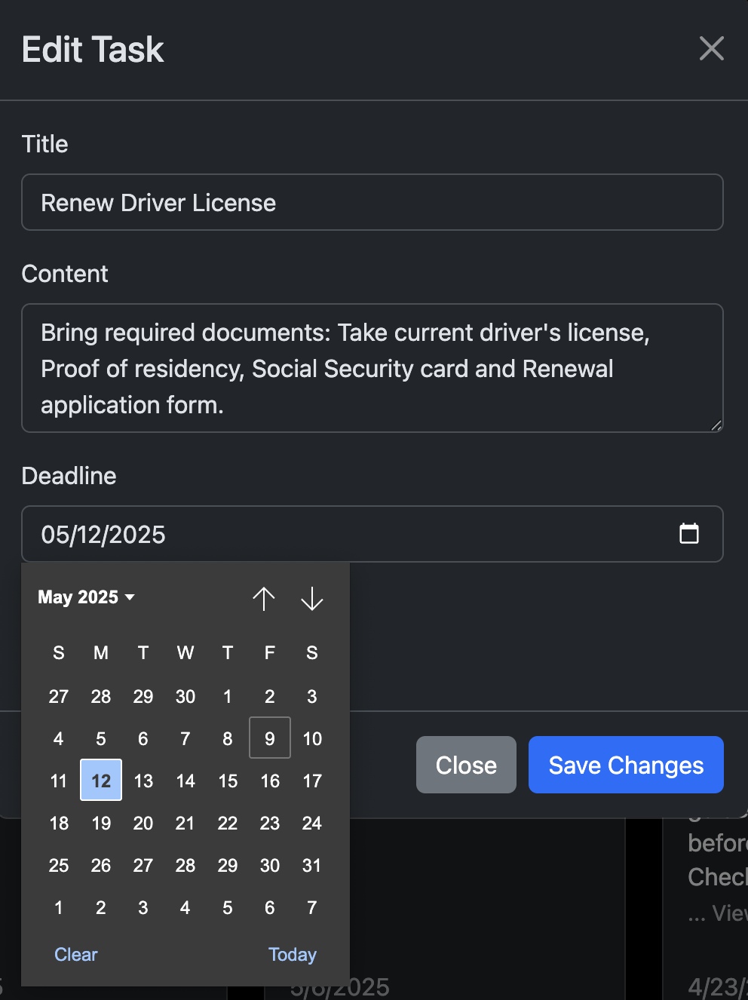 Edit Task
Title
Renew Driver License
Content
Bring required documents: Take current driver's license,
Proof of residency, Social Security card and Renewal
application form.
Deadline
05/12/2025
May 2025
S M T W T F S
27 28 29 30 1 2 3
4 5 6 7 8 9 10
11 12 13 14 15 16 17
18 19 20 21 22 23 24
25 26 27 28 29 30 31
1 2 3 4 5 6 7
Clear Today
Close Save Changes
5/6/2025
... 
4/23/